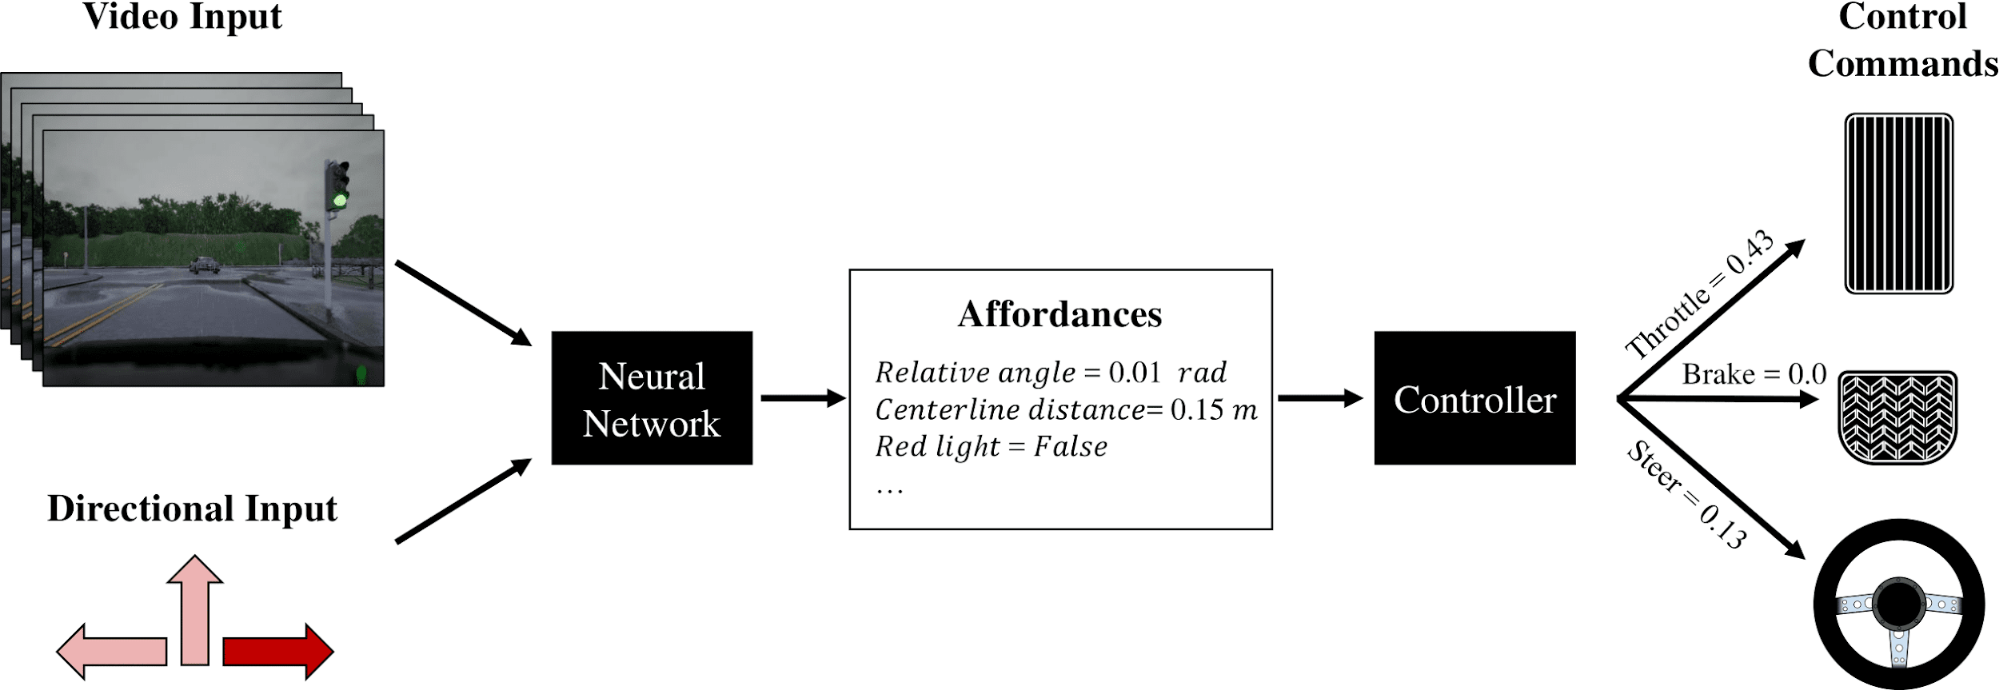 Video Input
Directional Input
Neural
Network
Affordances
Relative angle = 0.01 rad
Centerline distance= 0.15 m
Red light = False
…
Controller
Control
Commands
Throttle = 0.43
Brake = 0.0
Steer = 0.13